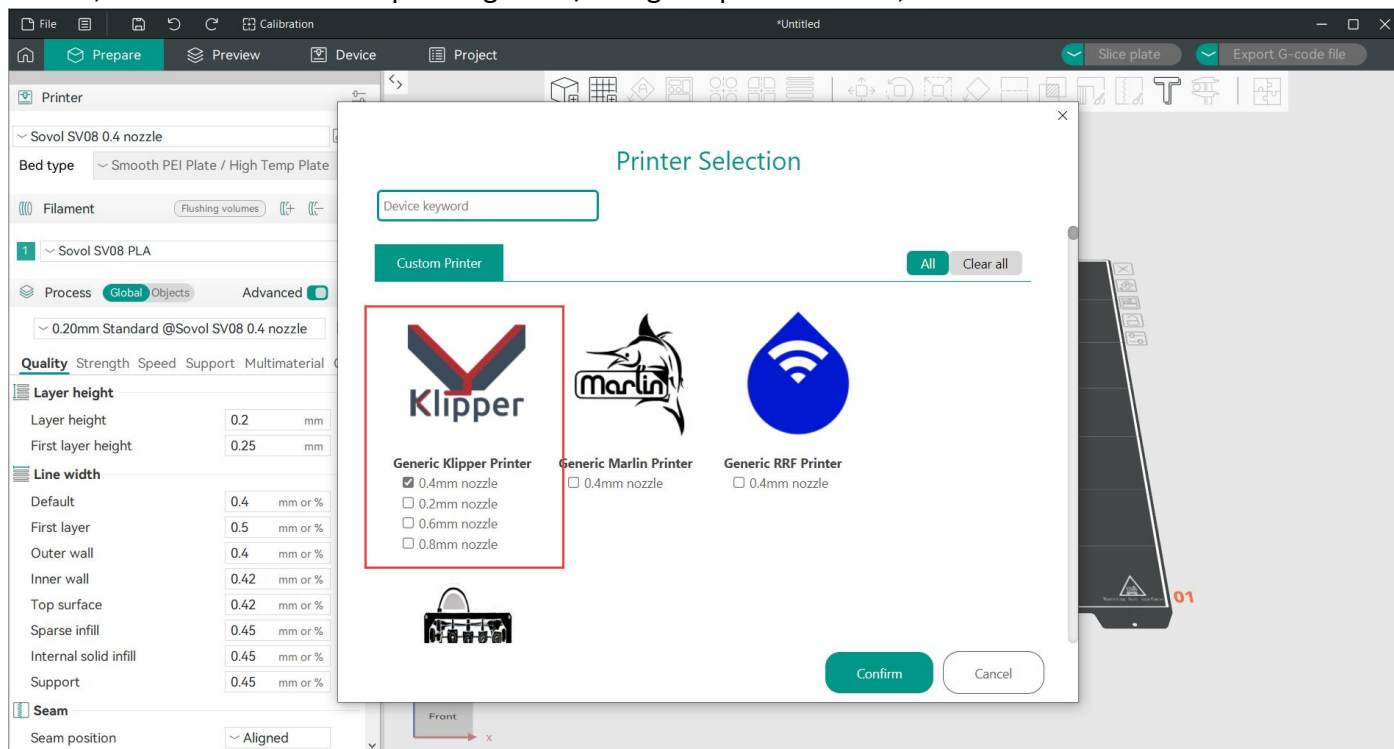 File
Calibration
*Untitled
Prepare
Preview
Device
Project
Slice plate
Export G-code file
Printer
Sovol SV08 0.4 nozzle
Bed type
Smooth PEI Plate / High Temp Plate
Filament
Flushing volumes
1
Sovol SV08 PLA
Process
Global
Objects
Advanced
0.20mm Standard @Sovol SV08 0.4 nozzle
Quality
Strength
Speed
Support
Multimaterial
Layer height
Layer height 0.2 mm
First layer height 0.25 mm
Line width
Default 0.4 mm or %
First layer 0.5 mm or %
Outer wall 0.4 mm or %
Inner wall 0.42 mm or %
Top surface 0.42 mm or %
Sparse infill 0.45 mm or %
Internal solid infill 0.45 mm or %
Support 0.45 mm or %
Seam
Seam position Aligned
Printer Selection
Device keyword
Custom Printer
All
Clear all
Klipper
Marlin
Generic Klipper Printer
0.4mm nozzle
0.2mm nozzle
0.6mm nozzle
0.8mm nozzle
Generic Marlin Printer
0.4mm nozzle
Generic RRF Printer
0.4mm nozzle
Confirm
Cancel
01
Front
x